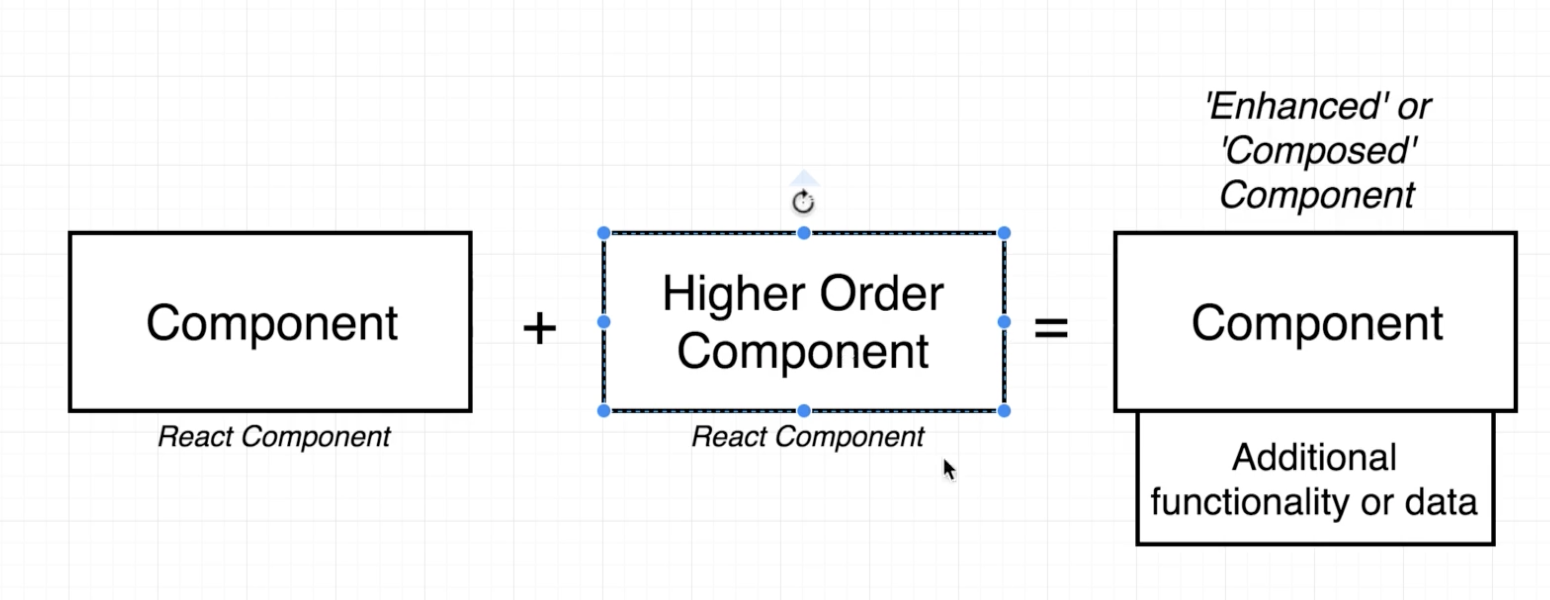 'Enhanced' or
'Composed'
Component
Component
+
Higher Order
Component
=
Component
React Component
React Component
Additional
functionality or data